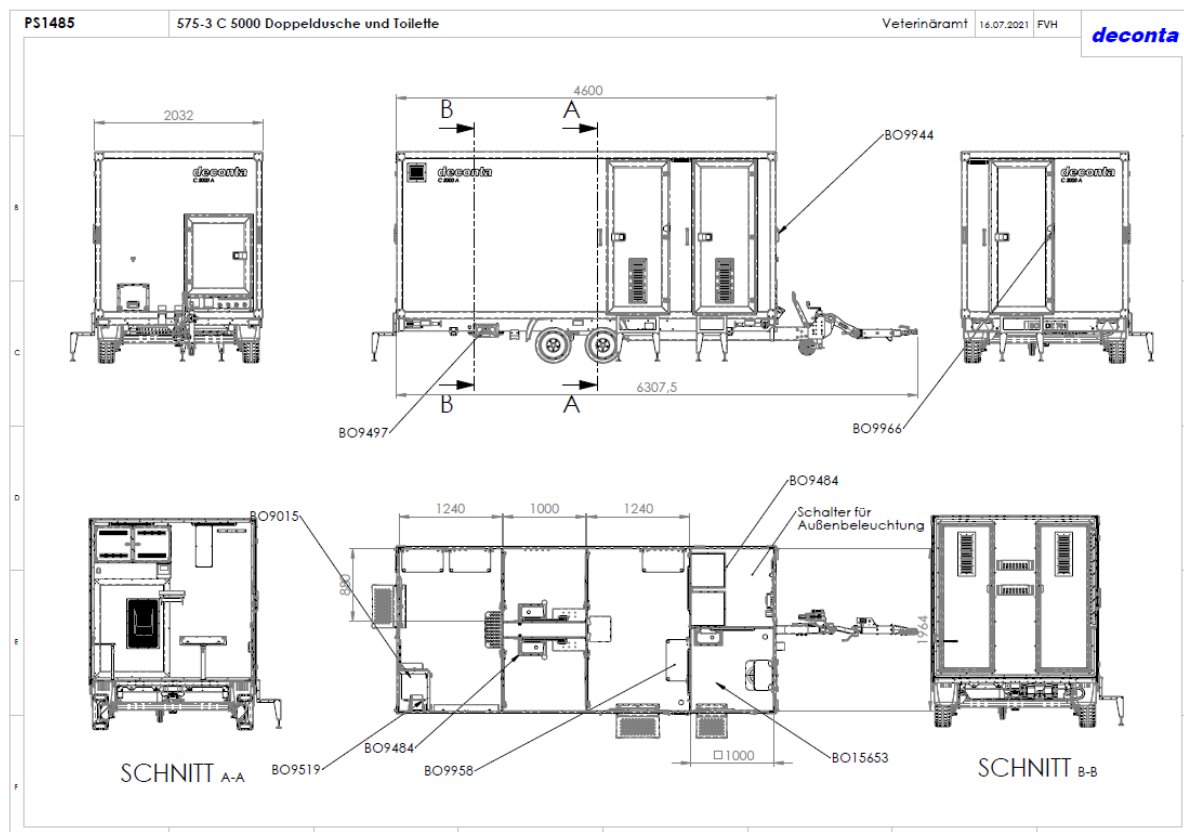 PS1485
575-3 C 5000 Doppeldusche und Toilette
Veterinäramt
16.07.2021
FVH
deconta
2032
4600
B
A
BO9944
deconta
C 5000 A
deconta
C 5000 A
deconta
C 5000 A
B
A
6307,5
BO9497
BO9966
B
C
D
E
F
BO9015
1240
1000
1240
BO9484
Schalter für
Außenbeleuchtung
880
1964
BO9519
BO9484
BO9958
□1000
BO15653
SCHNITT A-A
SCHNITT B-B